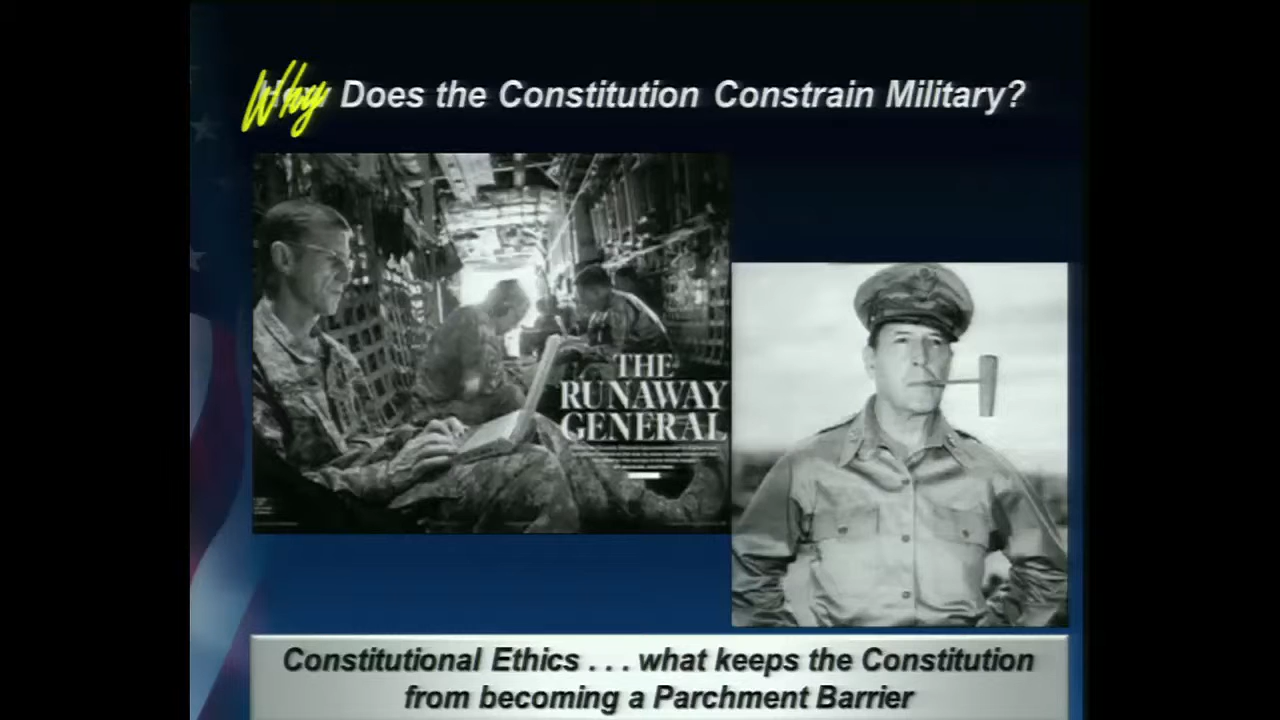 Why Does the Constitution Constrain Military?
THE
RUNAWAY
GENERAL
Constitutional Ethics . . . what keeps the Constitution
from becoming a Parchment Barrier